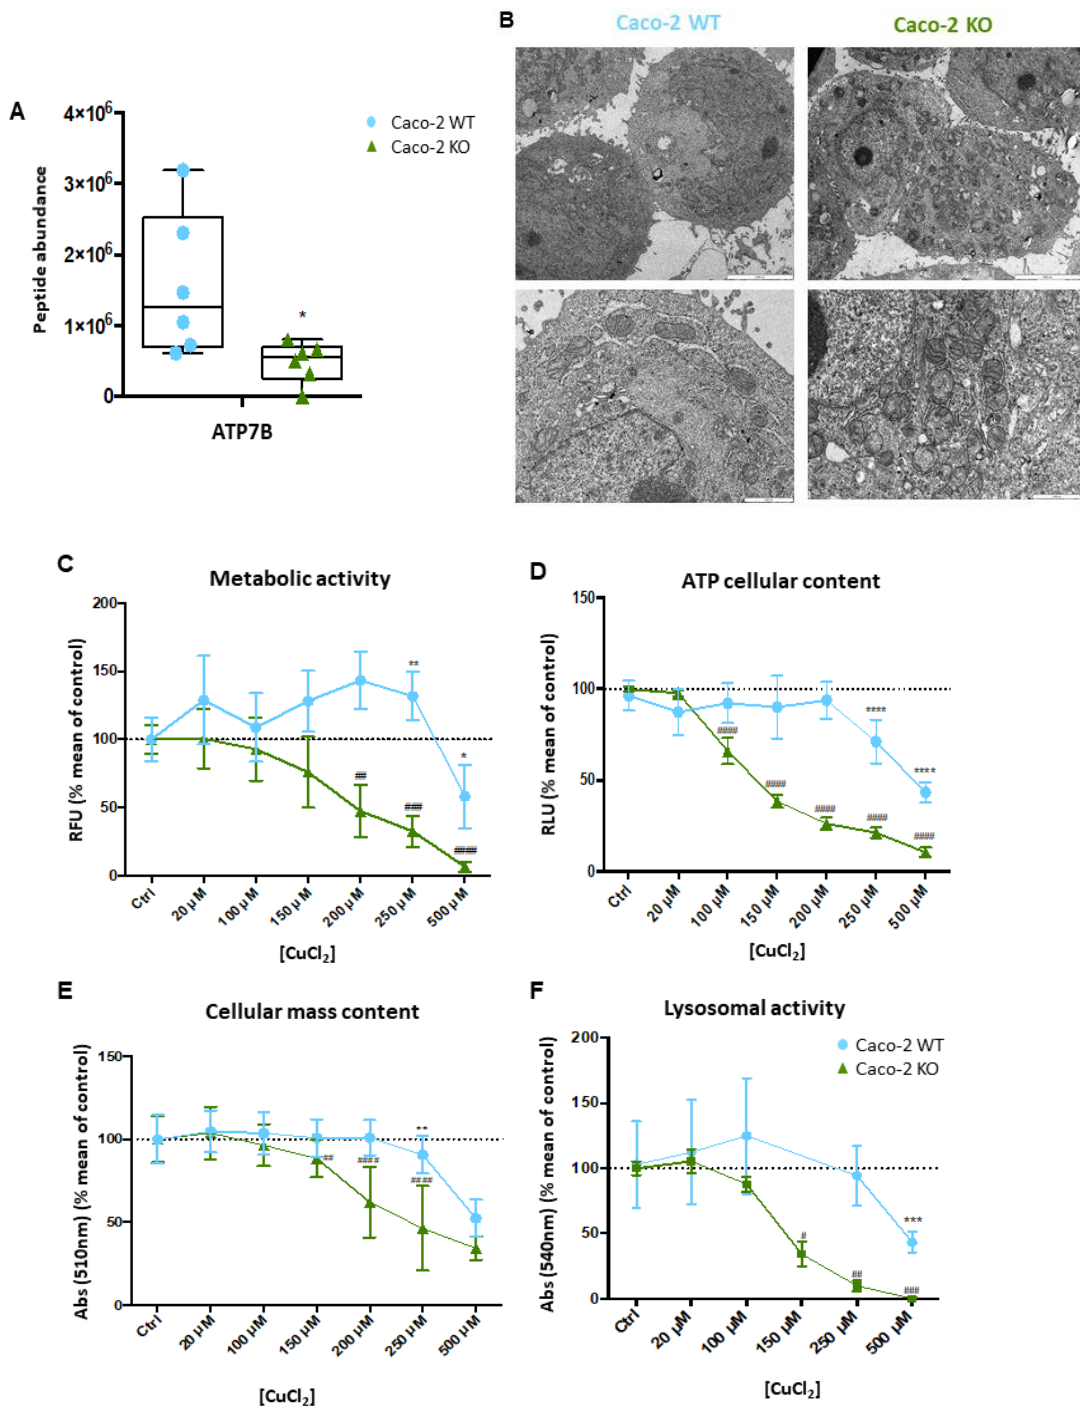 B
Caco-2 WT
Caco-2 KO
A
4×10⁶
3×10⁶
2×10⁶
1×10⁶
0
Peptide abundance
Caco-2 WT
Caco-2 KO
*
ATP7B
C
Metabolic activity
200
150
100
50
0
RFU (% mean of control)
**
*
##
###
####
Ctrl
20 µM
100 µM
150 µM
200 µM
250 µM
500 µM
[CuCl₂]
D
ATP cellular content
150
100
50
0
RLU (% mean of control)
****
****
####
####
####
####
####
Ctrl
20 µM
100 µM
150 µM
200 µM
250 µM
500 µM
[CuCl₂]
E
Cellular mass content
150
100
50
0
Abs (510nm) (% mean of control)
**
##
####
####
Ctrl
20 µM
100 µM
150 µM
200 µM
250 µM
500 µM
[CuCl₂]
F
Lysosomal activity
200
150
100
50
0
Abs (540nm) (% mean of control)
Caco-2 WT
Caco-2 KO
***
#
##
###
Ctrl
20 µM
100 µM
150 µM
250 µM
500 µM
[CuCl₂]